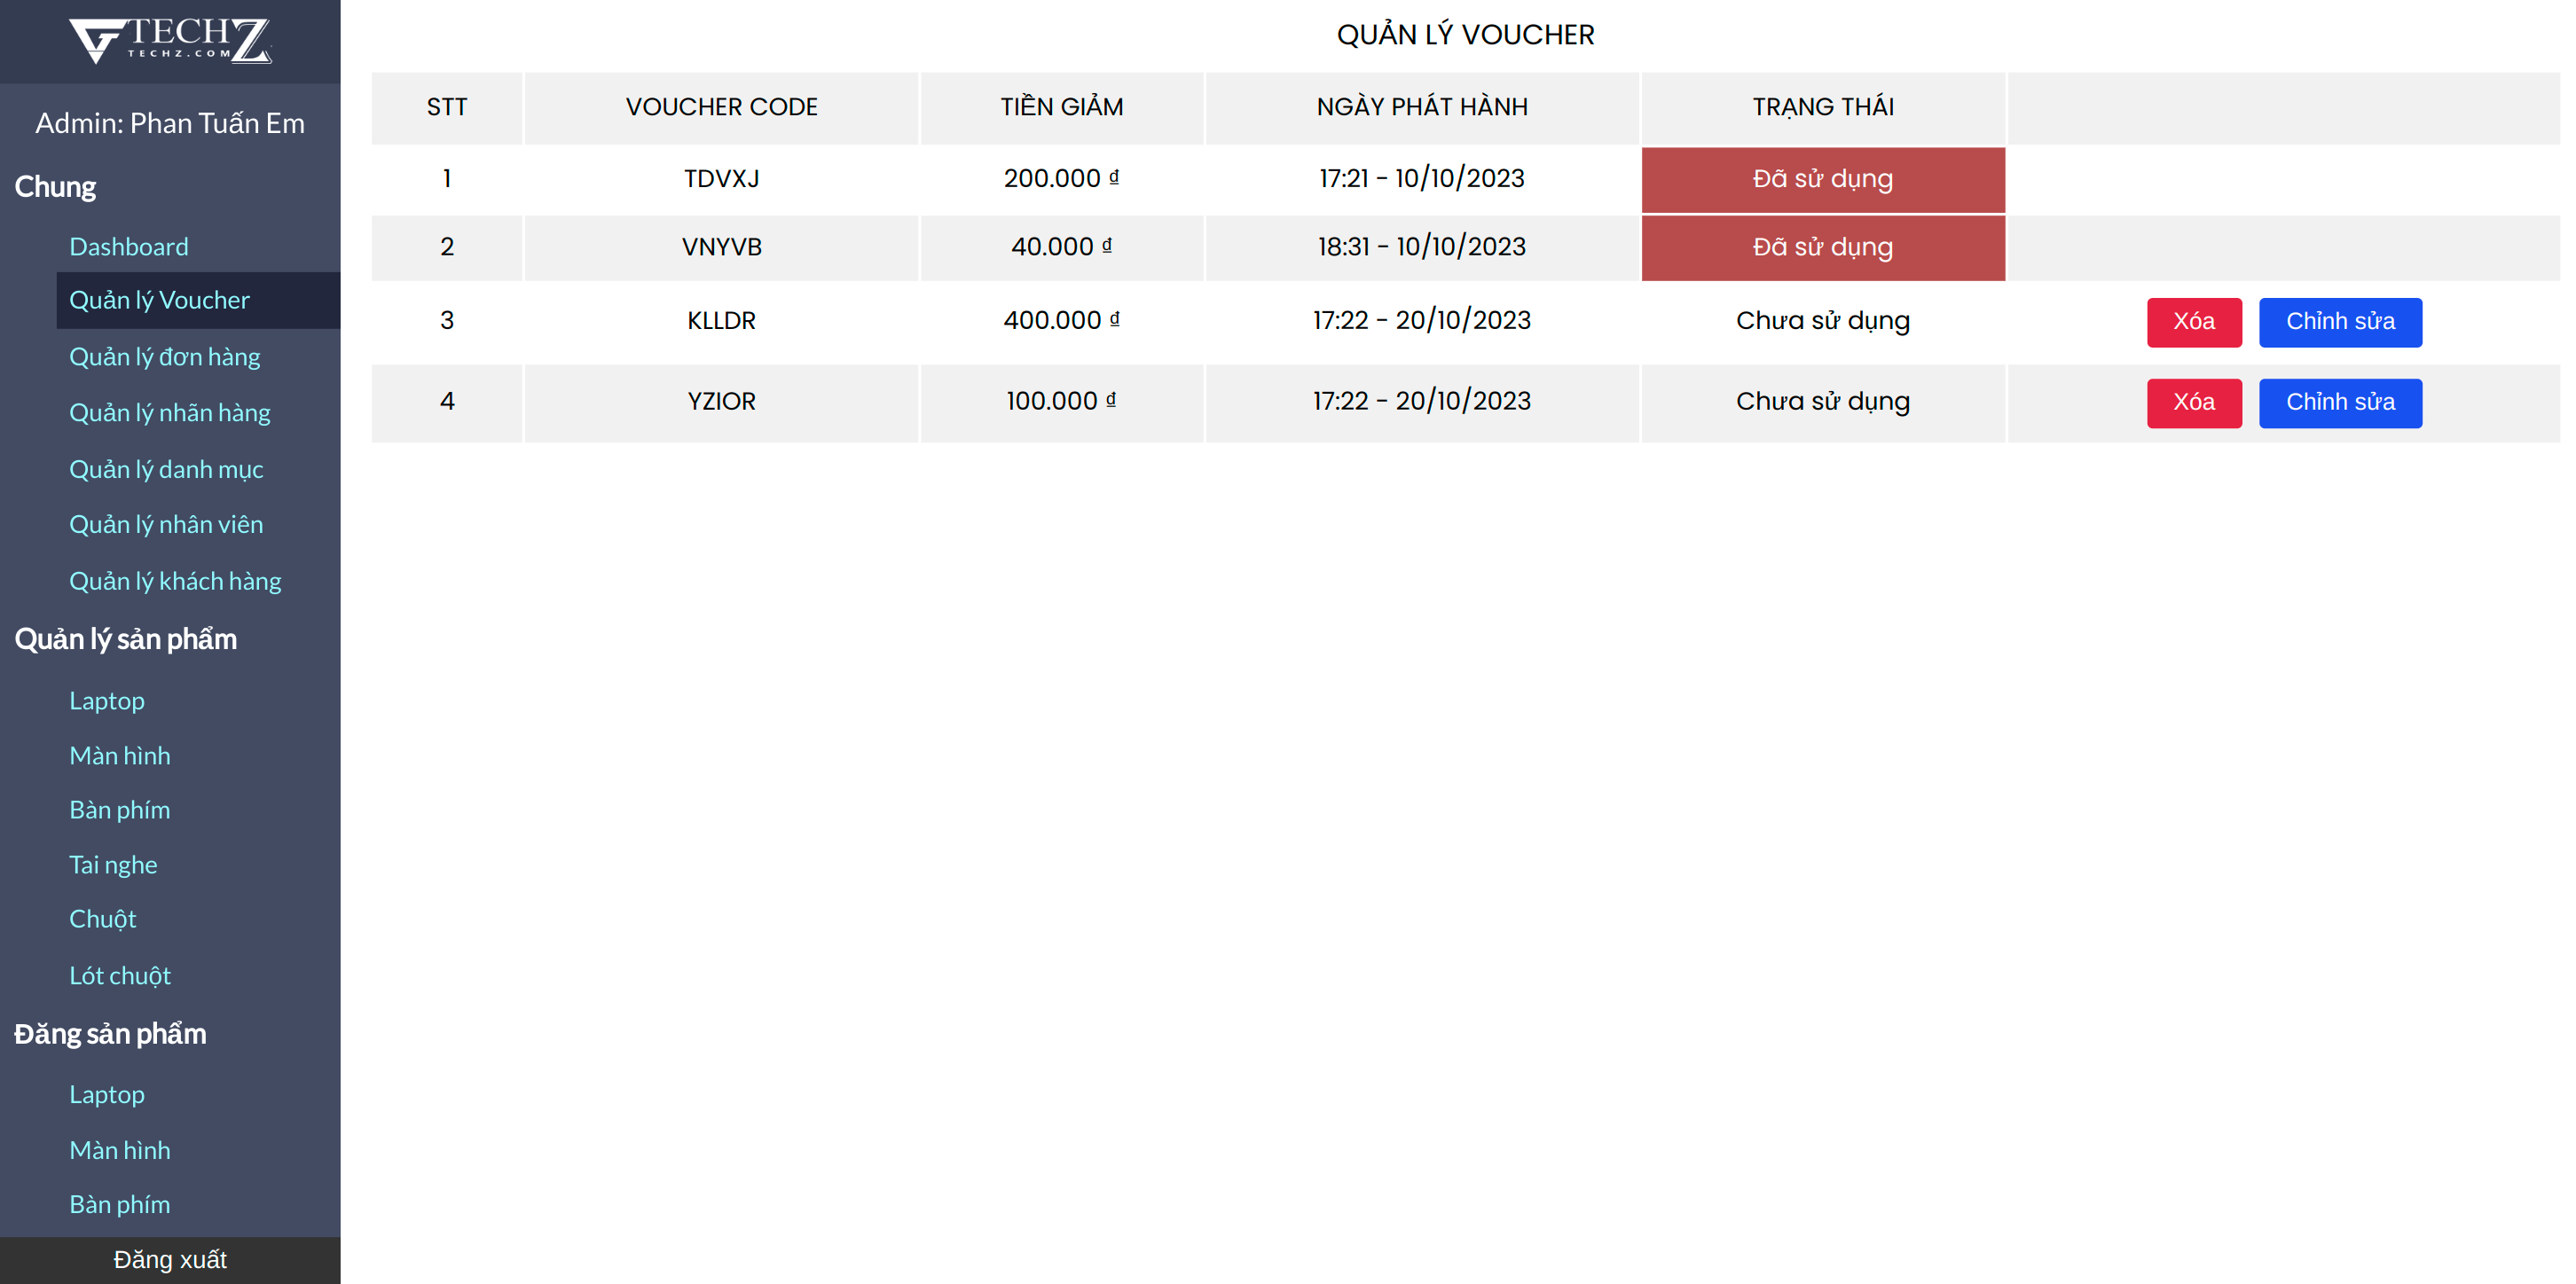 TECHZ
TECHZ.COM
Admin: Phan Tuấn Em
Chung
Dashboard
Quản lý Voucher
Quản lý đơn hàng
Quản lý nhãn hàng
Quản lý danh mục
Quản lý nhân viên
Quản lý khách hàng
Quản lý sản phẩm
Laptop
Màn hình
Bàn phím
Tai nghe
Chuột
Lót chuột
Đăng sản phẩm
Laptop
Màn hình
Bàn phím
Đăng xuất
QUẢN LÝ VOUCHER
STT VOUCHER CODE TIỀN GIẢM NGÀY PHÁT HÀNH TRẠNG THÁI
1 TDVXJ 200.000 ₫ 17:21 - 10/10/2023 Đã sử dụng
2 VNYVB 40.000 ₫ 18:31 - 10/10/2023 Đã sử dụng
3 KLLDR 400.000 ₫ 17:22 - 20/10/2023 Chưa sử dụng Xóa Chỉnh sửa
4 YZIOR 100.000 ₫ 17:22 - 20/10/2023 Chưa sử dụng Xóa Chỉnh sửa